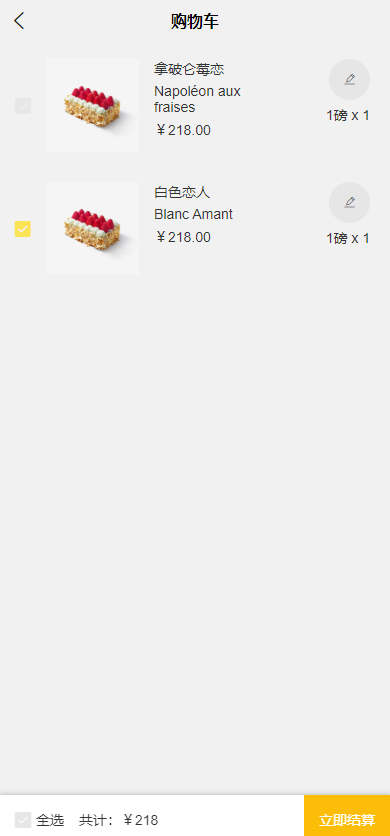 购物车
拿破仑莓恋
Napoléon aux
fraises
￥218.00
1磅 x 1
白色恋人
Blanc Amant
￥218.00
1磅 x 1
全选 共计：￥218 立即结算